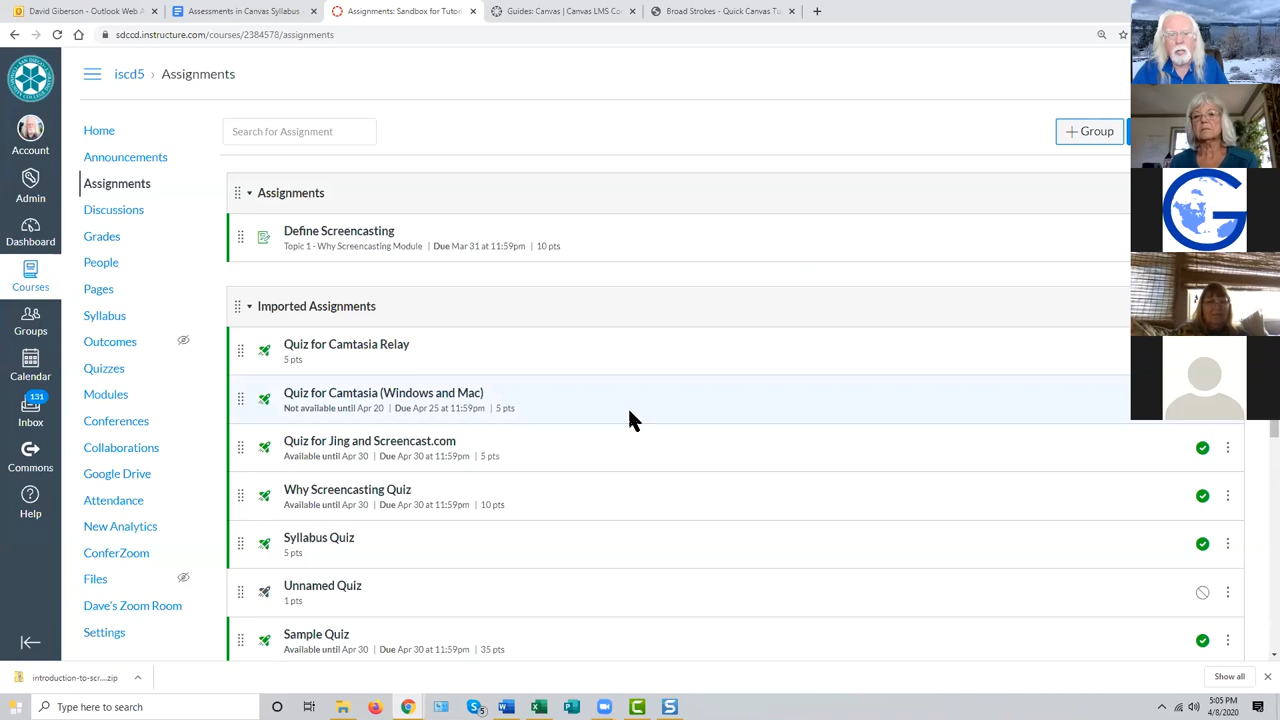 David Giberson - Outlook Web A
Assessments in Canvas Syllabus
Assignments: Sandbox for Tutor
Guides: Canvas | Canvas LMS Co
Broad Strokes - Quick Canvas Tu
sdccd.instructure.com/courses/2384578/assignments
iscd5 › Assignments
Account
Admin
Dashboard
Courses
Groups
Calendar
131
Inbox
Commons
Help
Home
Announcements
Assignments
Discussions
Grades
People
Pages
Syllabus
Outcomes
Quizzes
Modules
Conferences
Collaborations
Google Drive
Attendance
New Analytics
ConferZoom
Files
Dave's Zoom Room
Settings
Search for Assignment
+ Group
Assignments
Define Screencasting
Topic 1 - Why Screencasting Module | Due Mar 31 at 11:59pm | 10 pts
Imported Assignments
Quiz for Camtasia Relay
5 pts
Quiz for Camtasia (Windows and Mac)
Not available until Apr 20 | Due Apr 25 at 11:59pm | 5 pts
Quiz for Jing and Screencast.com
Available until Apr 30 | Due Apr 30 at 11:59pm | 5 pts
Why Screencasting Quiz
Available until Apr 30 | Due Apr 30 at 11:59pm | 10 pts
Syllabus Quiz
5 pts
Unnamed Quiz
1 pts
Sample Quiz
Available until Apr 30 | Due Apr 30 at 11:59pm | 35 pts
G
introduction-to-scr....zip
Show all
Type here to search
5
5:05 PM
4/8/2020